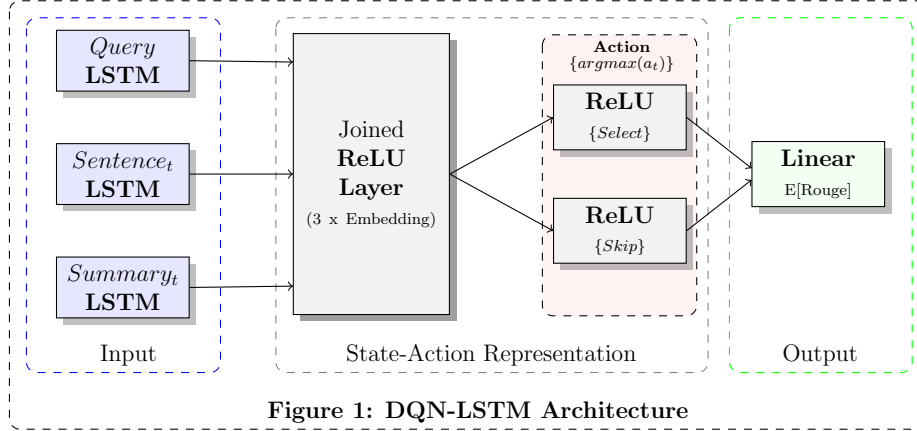 Query
LSTM
Sentence_t
LSTM
Summary_t
LSTM
Input
Joined
ReLU
Layer
(3 x Embedding)
Action
{argmax(a_t)}
ReLU
{Select}
ReLU
{Skip}
State-Action Representation
Linear
E[Rouge]
Output
Figure 1: DQN-LSTM Architecture